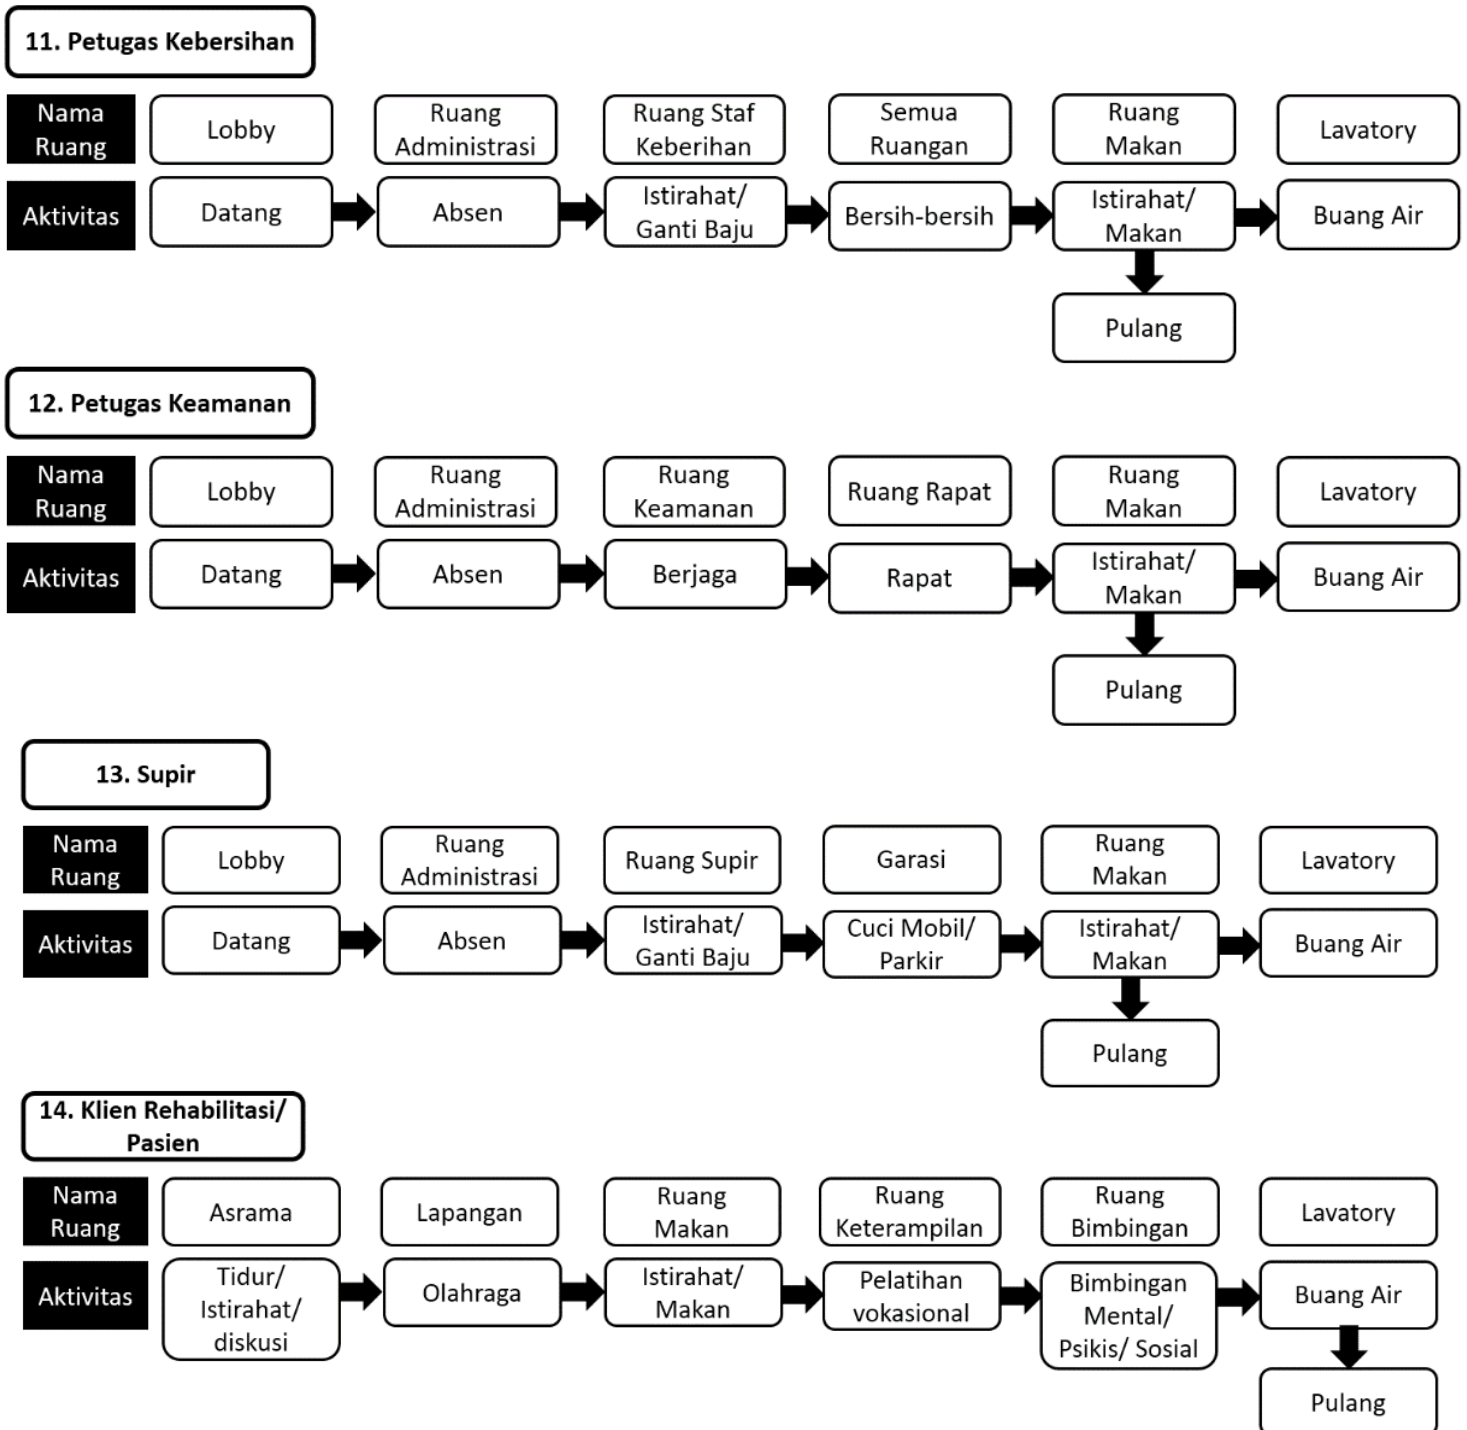 11. Petugas Kebersihan
Nama
Ruang
Lobby
Ruang
Administrasi
Ruang Staf
Keberihan
Semua
Ruangan
Ruang
Makan
Lavatory
Aktivitas
Datang
Absen
Istirahat/
Ganti Baju
Bersih-bersih
Istirahat/
Makan
Buang Air
Pulang
12. Petugas Keamanan
Nama
Ruang
Lobby
Ruang
Administrasi
Ruang
Keamanan
Ruang Rapat
Ruang
Makan
Lavatory
Aktivitas
Datang
Absen
Berjaga
Rapat
Istirahat/
Makan
Buang Air
Pulang
13. Supir
Nama
Ruang
Lobby
Ruang
Administrasi
Ruang Supir
Garasi
Ruang
Makan
Lavatory
Aktivitas
Datang
Absen
Istirahat/
Ganti Baju
Cuci Mobil/
Parkir
Istirahat/
Makan
Buang Air
Pulang
14. Klien Rehabilitasi/
Pasien
Nama
Ruang
Asrama
Lapangan
Ruang
Makan
Ruang
Keterampilan
Ruang
Bimbingan
Lavatory
Aktivitas
Tidur/
Istirahat/
diskusi
Olahraga
Istirahat/
Makan
Pelatihan
vokasional
Bimbingan
Mental/
Psikis/ Sosial
Buang Air
Pulang